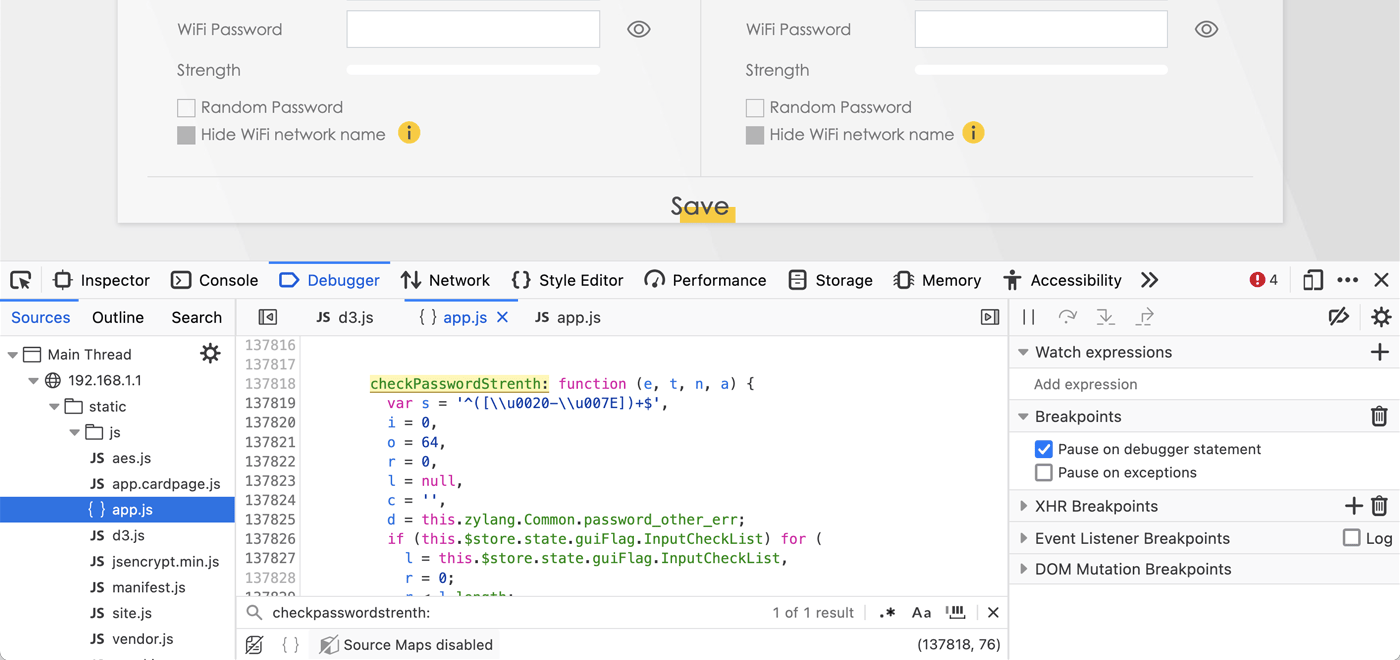 WiFi Password WiFi Password
Strength Strength
Random Password Random Password
Hide WiFi network name i Hide WiFi network name i
Save
Inspector Console Debugger Network {} Style Editor Performance Storage Memory Accessibility 4
Sources Outline Search JS d3.js {} app.js JS app.js
Main Thread
192.168.1.1
static
js
JS aes.js
JS app.cardpage.js
{} app.js
JS d3.js
JS jsencrypt.min.js
JS manifest.js
JS site.js
JS vendor.js
137816
137817
137818 checkPasswordStrenth: function (e, t, n, a) {
137819 var s = '^([\\u0020-\\u007E])+$',
137820 i = 0,
137821 o = 64,
137822 r = 0,
137823 l = null,
137824 c = '',
137825 d = this.zylang.Common.password_other_err;
137826 if (this.$store.state.guiFlag.InputCheckList) for (
137827 l = this.$store.state.guiFlag.InputCheckList,
137828 r = 0;
137829 r < l.length;
checkpasswordstrenth: 1 of 1 result .* Aa
{} Source Maps disabled (137818, 76)
Watch expressions
Add expression
Breakpoints
Pause on debugger statement
Pause on exceptions
XHR Breakpoints
Event Listener Breakpoints Log
DOM Mutation Breakpoints